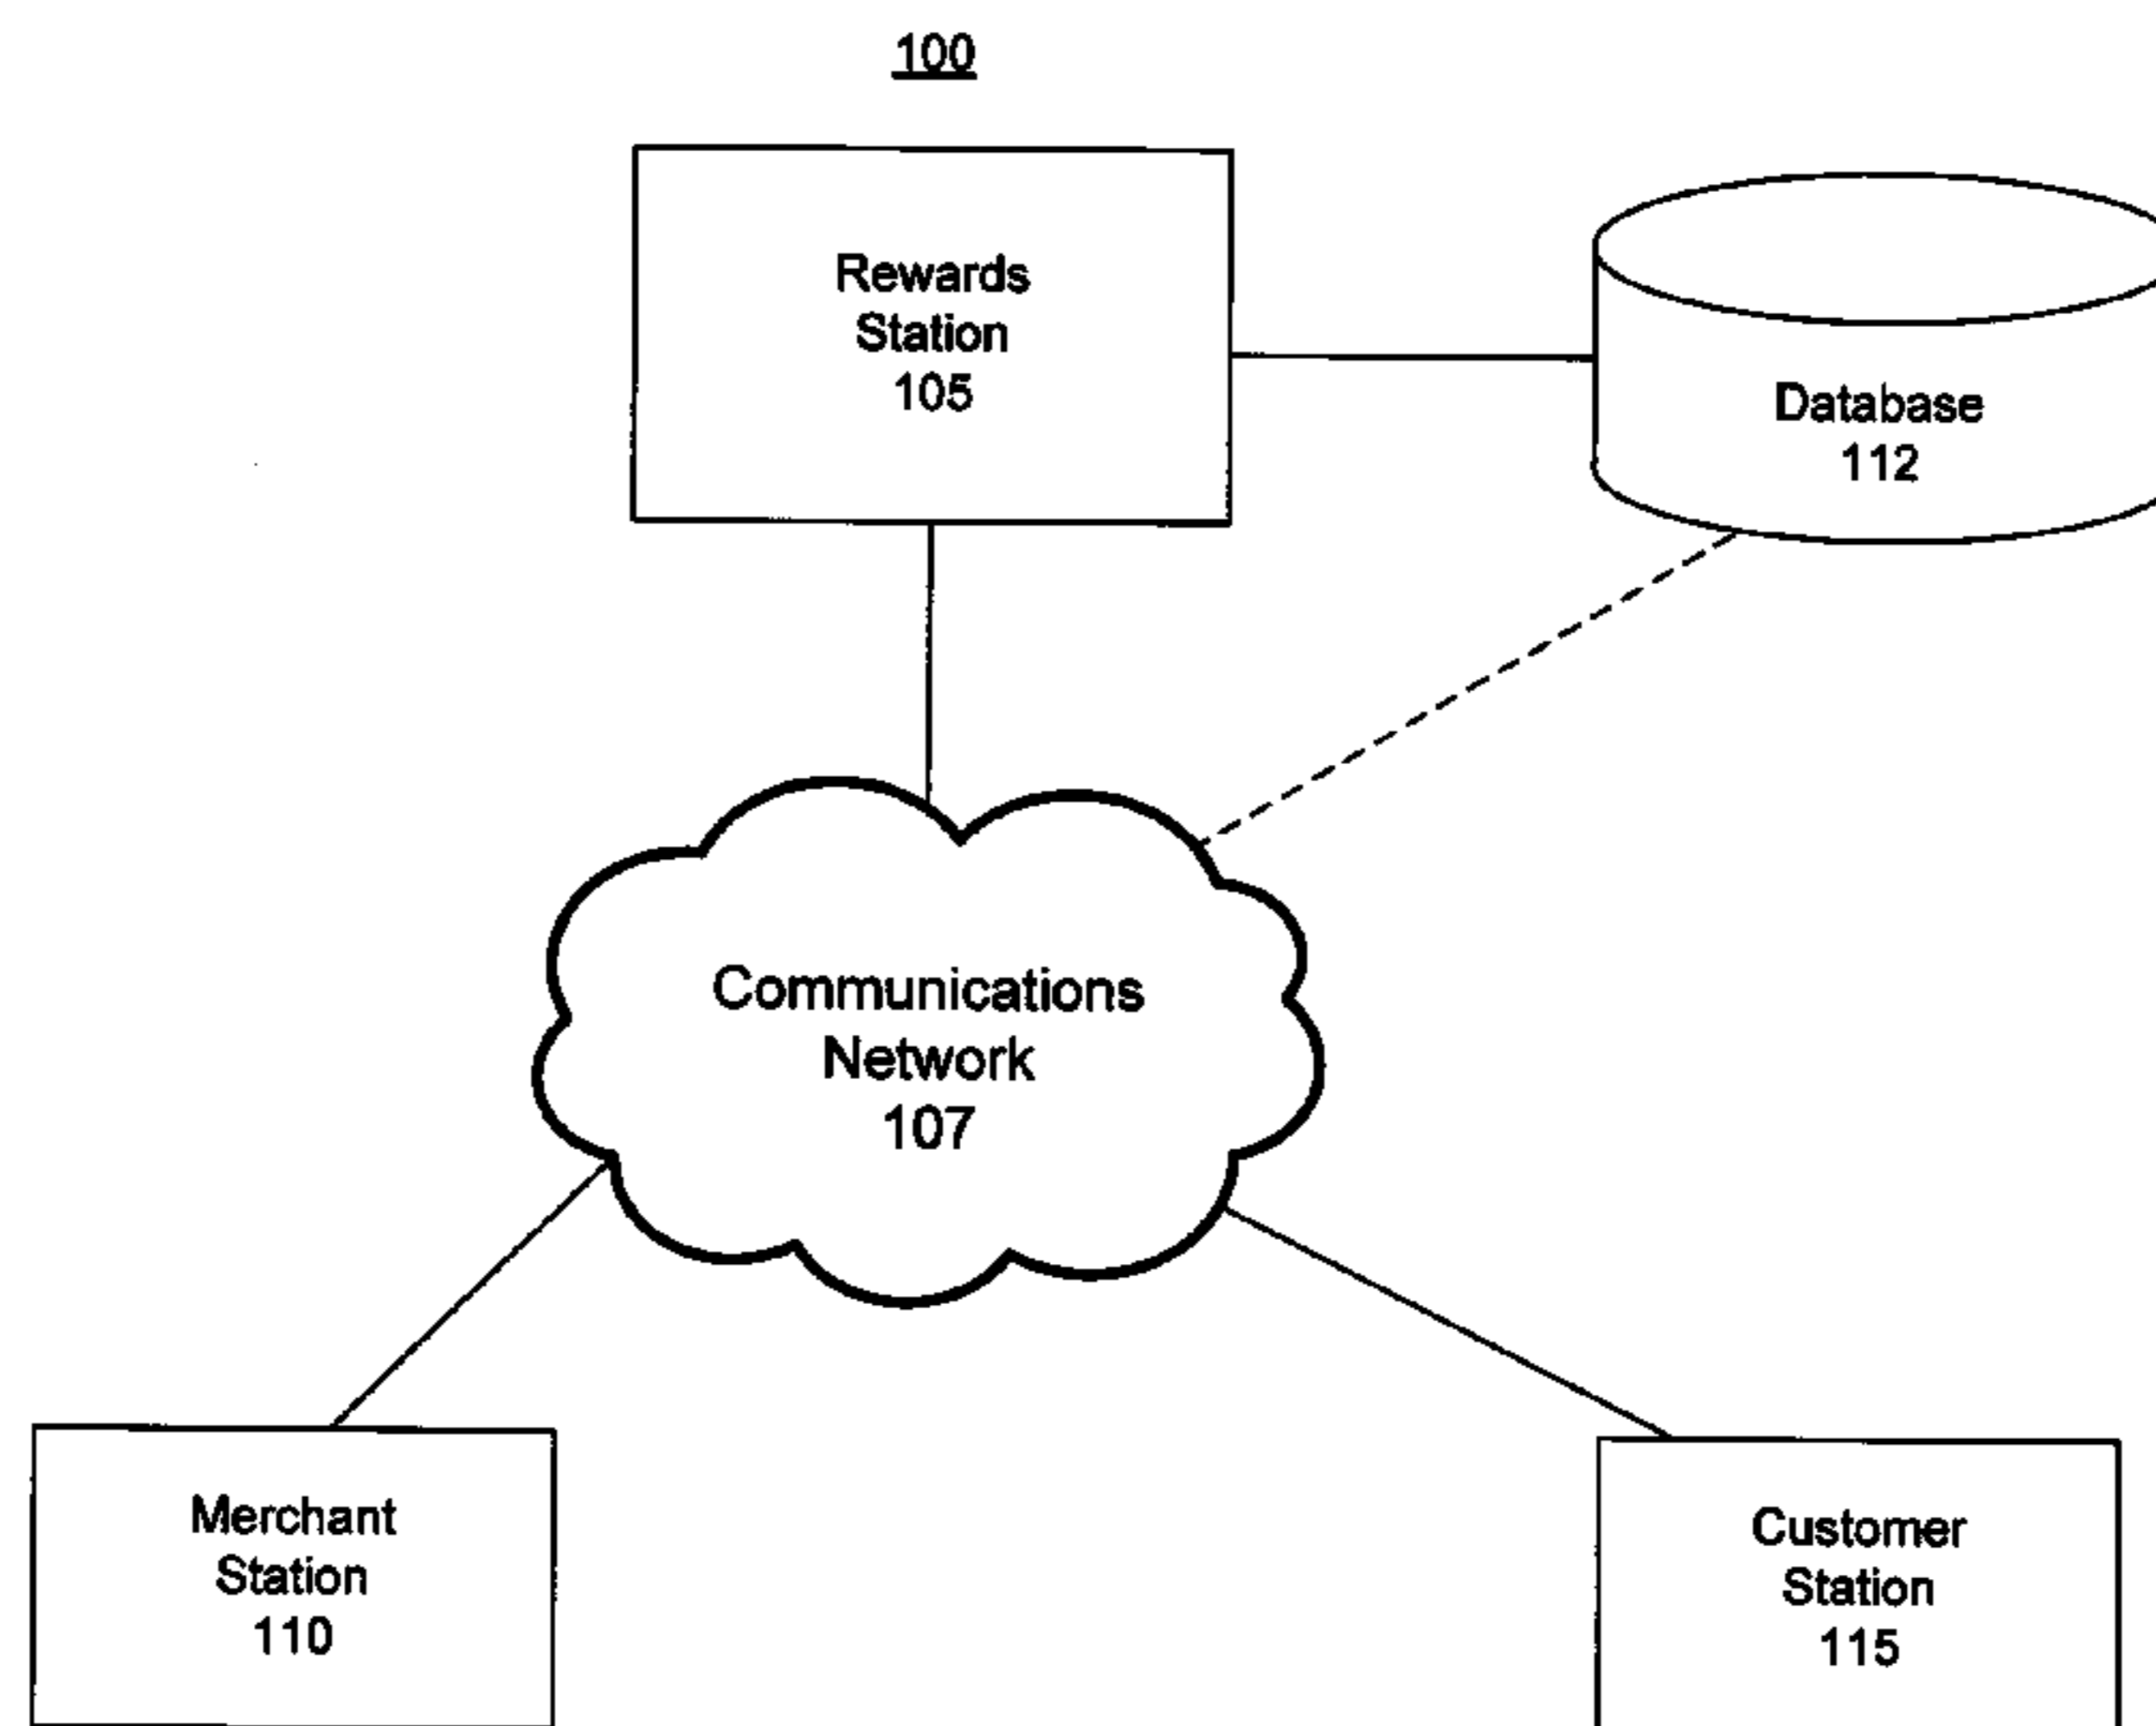 100
Rewards
Station
105
Database
112
Communications
Network
107
Merchant
Station
110
Customer
Station
115